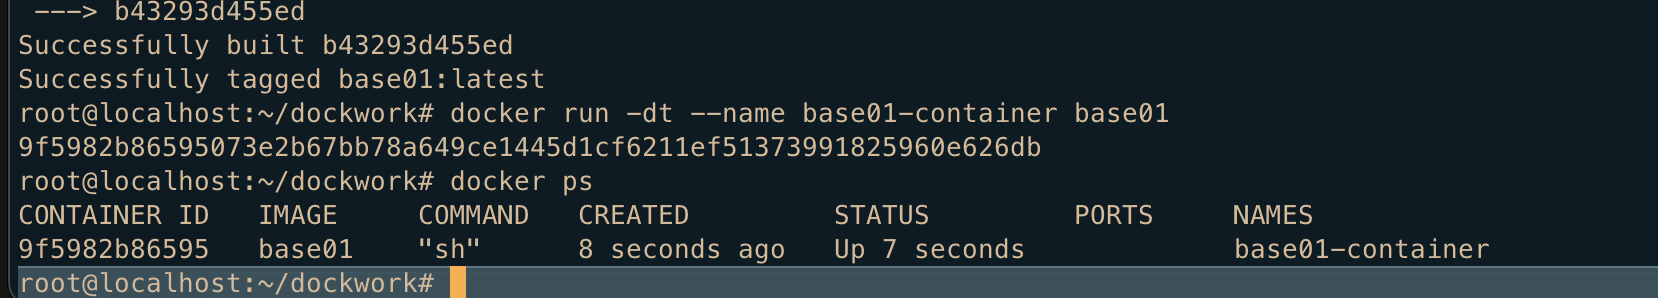 ---> b43293d455ed
Successfully built b43293d455ed
Successfully tagged base01:latest
root@localhost:~/dockwork# docker run -dt --name base01-container base01
9f5982b86595073e2b67bb78a649ce1445d1cf6211ef51373991825960e626db
root@localhost:~/dockwork# docker ps
CONTAINER ID   IMAGE     COMMAND   CREATED         STATUS         PORTS     NAMES
9f5982b86595   base01    "sh"      8 seconds ago   Up 7 seconds             base01-container
root@localhost:~/dockwork#